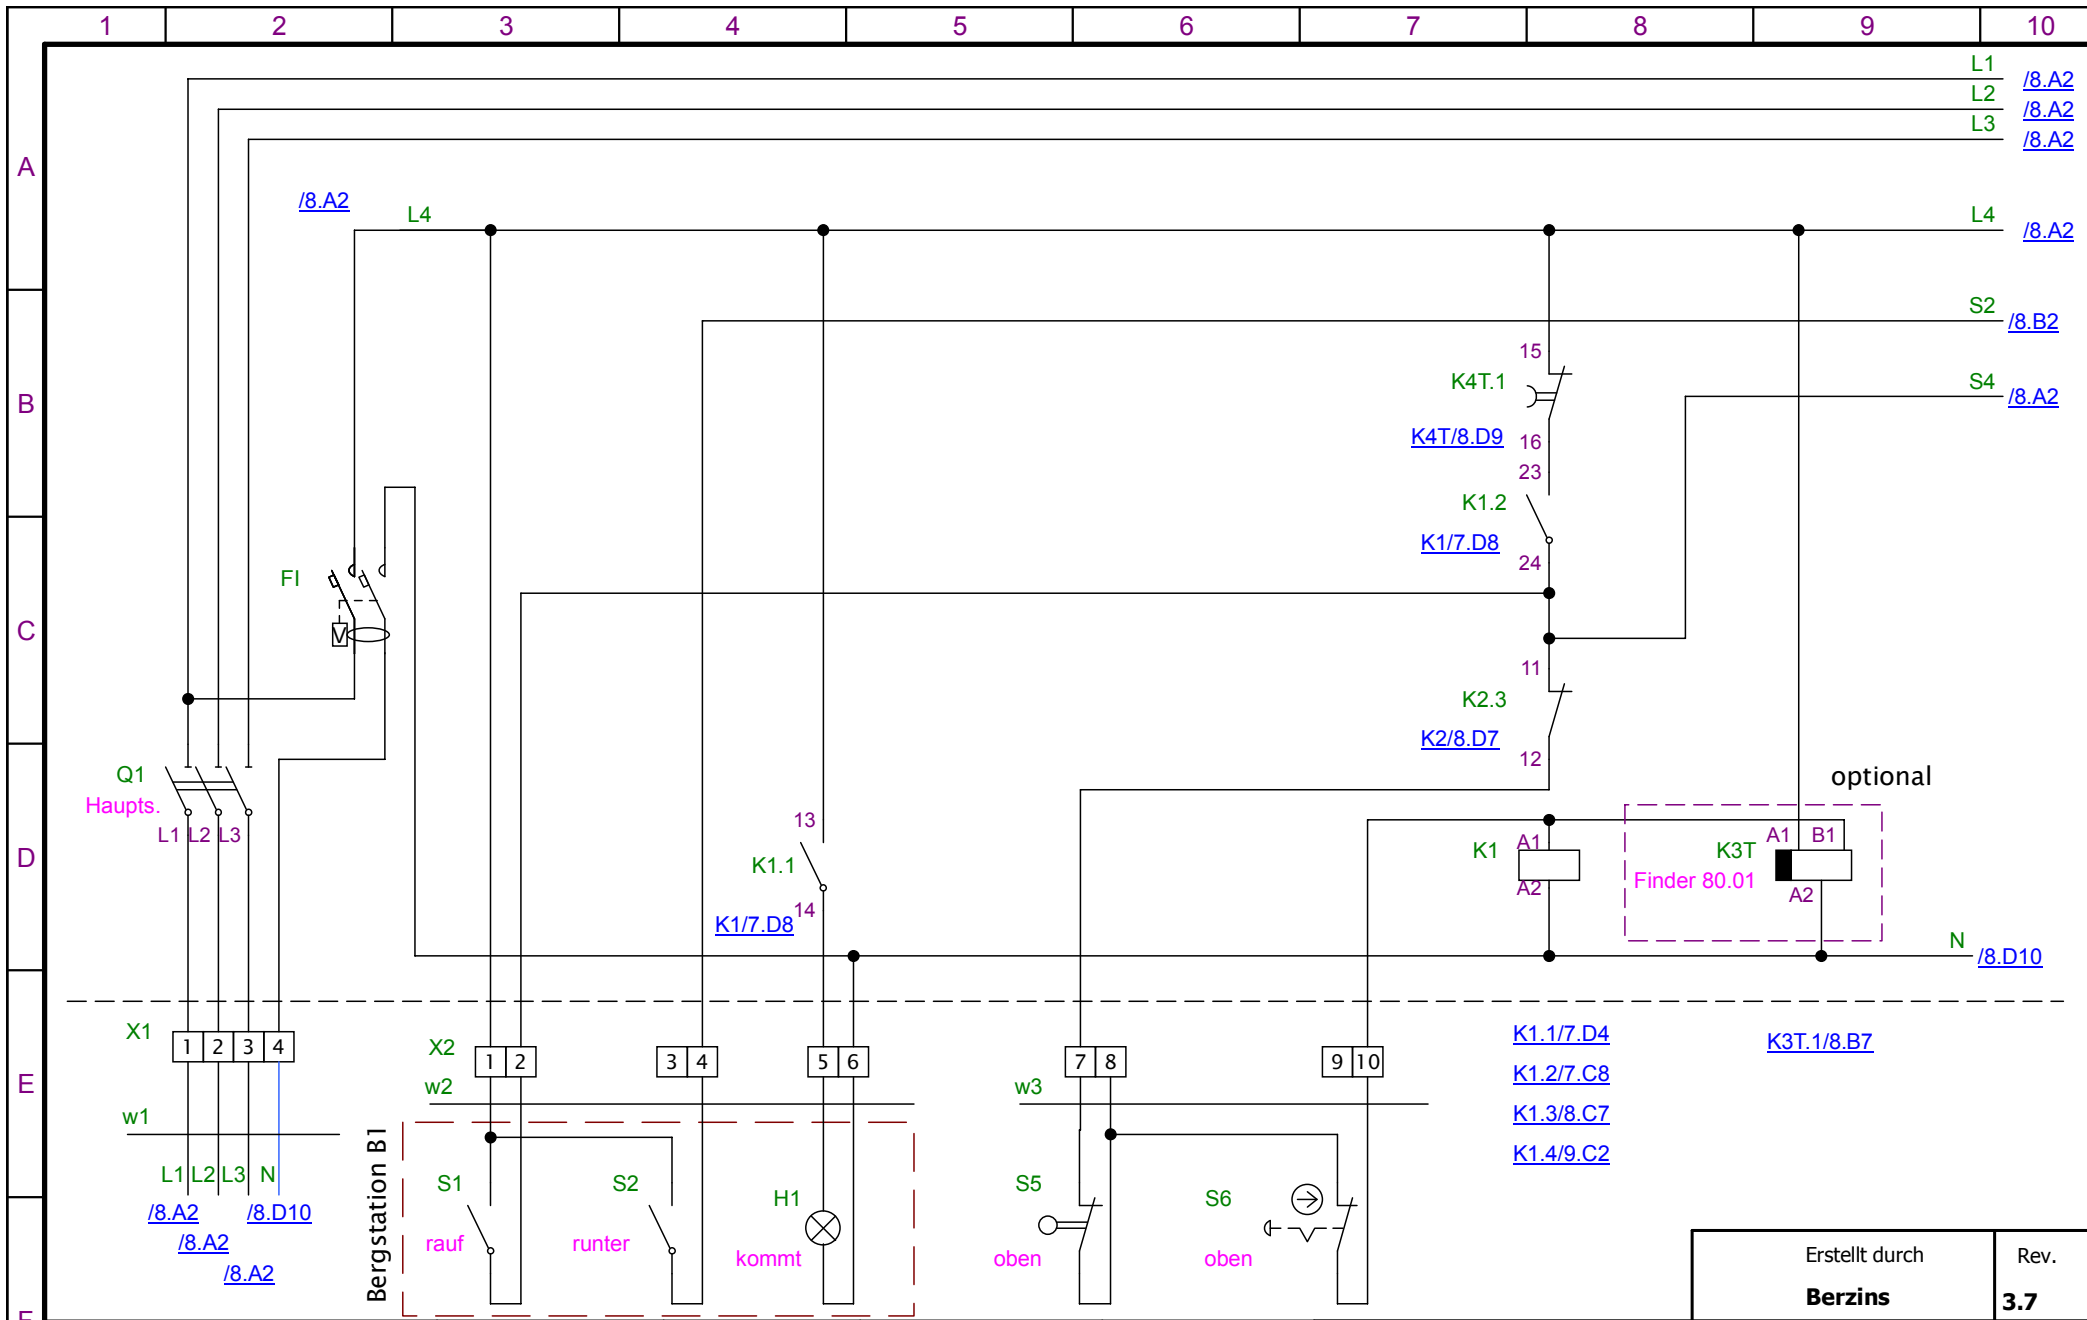 1 2 3 4 5 6 7 8 9 10
L1 /8.A2
L2 /8.A2
L3 /8.A2
A
/8.A2 L4 L4 /8.A2
S2 /8.B2
15
K4T.1 S4 /8.A2
B
K4T/8.D9 16
23
K1.2
K1/7.D8
24
FI
C
V
11
K2.3
K2/8.D7
12
Q1 optional
Haupts.
L1 L2 L3 13
A1 A1 B1
D K1.1 K1 K3T
Finder 80.01
A2 A2
14
K1/7.D8
N /8.D10
X1 1 2 3 4
X2 1 2 3 4 5 6 7 8 9 10
K1.1/7.D4 K3T.1/8.B7
K1.2/7.C8
K1.3/8.C7
K1.4/9.C2
E w2 w3
w1
L1 L2 L3 N
/8.A2 /8.D10
/8.A2
/8.A2
Bergstation B1
S1 S2 H1 S5 S6
rauf runter kommt oben oben
Erstellt durch Rev.
Berzins 3.7